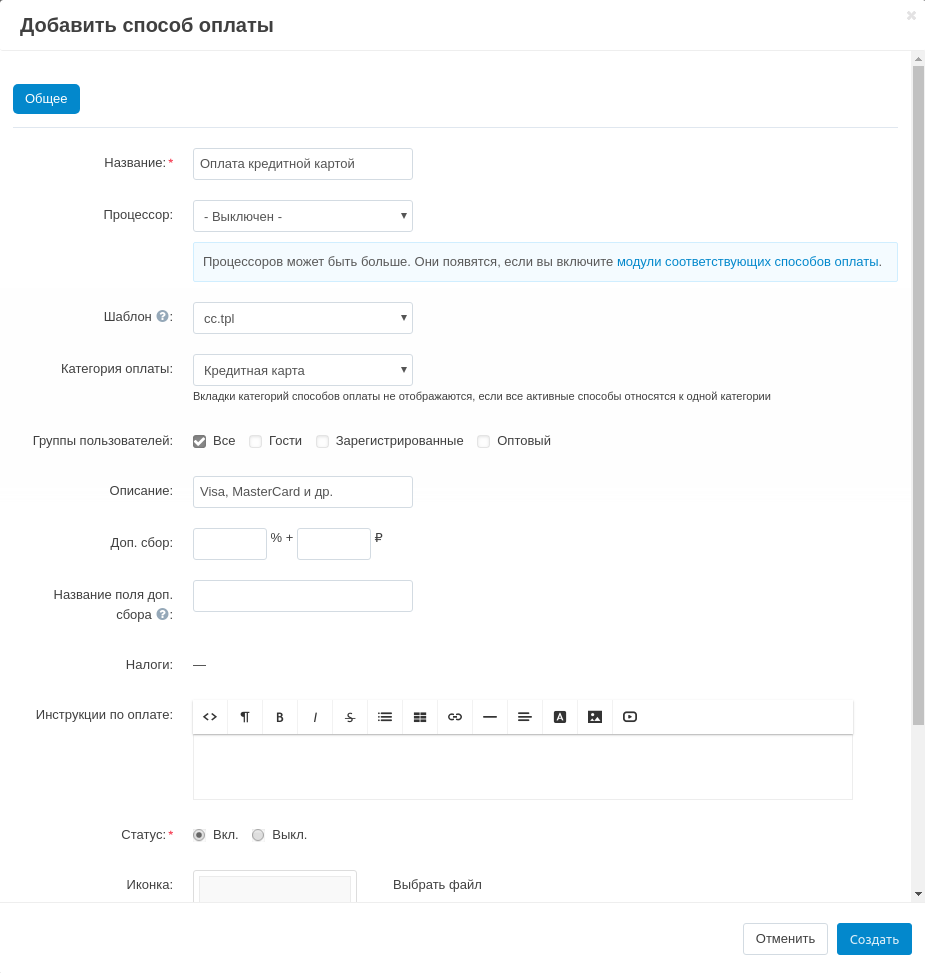 Добавить способ оплаты
Общее
Название:*
Оплата кредитной картой
Процессор:
- Выключен -
Процессоров может быть больше. Они появятся, если вы включите модули соответствующих способов оплаты.
Шаблон ?:
cc.tpl
Категория оплаты:
Кредитная карта
Вкладки категорий способов оплаты не отображаются, если все активные способы относятся к одной категории
Группы пользователей: Все Гости Зарегистрированные Оптовый
Описание:
Visa, MasterCard и др.
Доп. сбор: % + ₽
Название поля доп.
сбора ?:
Налоги: —
Инструкции по оплате:
B I S A
Статус:* Вкл. Выкл.
Иконка: Выбрать файл
Отменить Создать